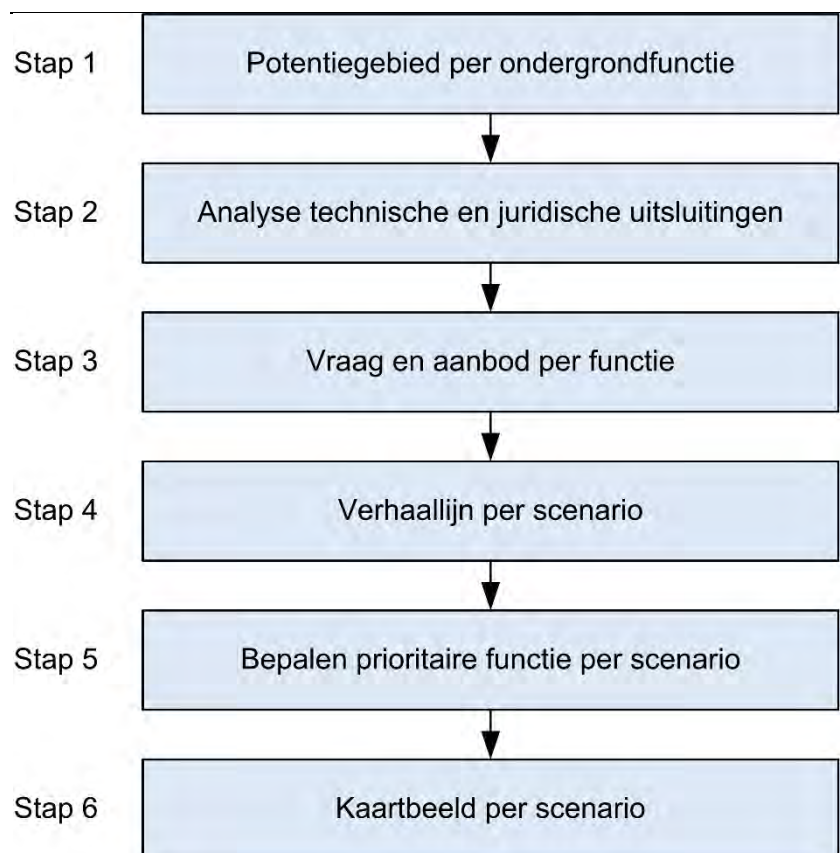 Stap 1
Potentiegebied per ondergrondfunctie
Stap 2
Analyse technische en juridische uitsluitingen
Stap 3
Vraag en aanbod per functie
Stap 4
Verhaallijn per scenario
Stap 5
Bepalen prioritaire functie per scenario
Stap 6
Kaartbeeld per scenario